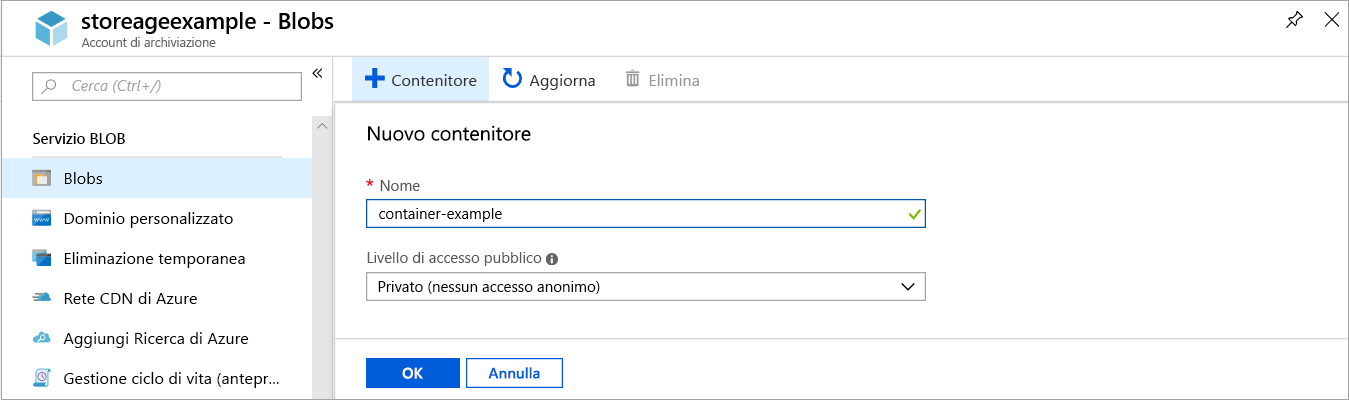 storeageexample - Blobs
Account di archiviazione
Cerca (Ctrl+/)
«
Servizio BLOB
Blobs
Dominio personalizzato
Eliminazione temporanea
Rete CDN di Azure
Aggiungi Ricerca di Azure
Gestione ciclo di vita (antepr...
Contenitore
Aggiorna
Elimina
Nuovo contenitore
* Nome
container-example
Livello di accesso pubblico
Privato (nessun accesso anonimo)
OK
Annulla